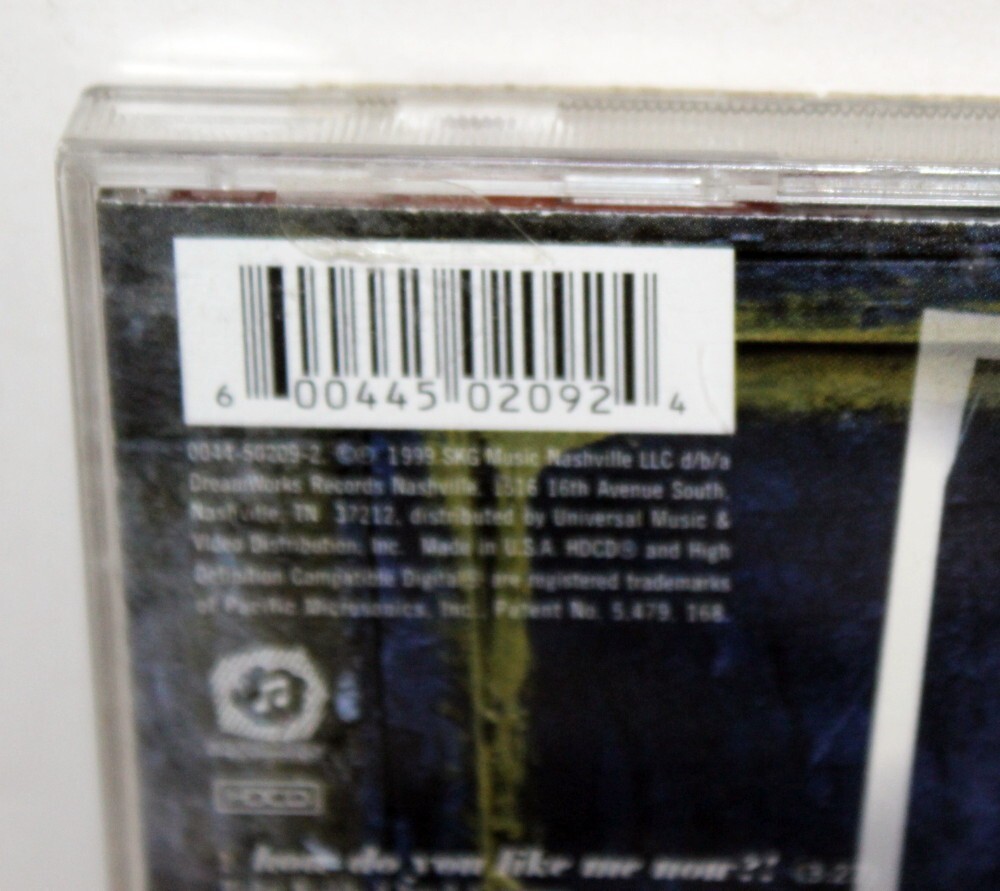 6 00445 02092 4
0044-50209-2. ℗© 1999 SKG Music Nashville LLC d/b/a
DreamWorks Records Nashville, 1516 16th Avenue South,
Nashville, TN 37212, distributed by Universal Music &
Video Distribution, Inc. Made in U.S.A. HDCD® and High
Definition Compatible Digital® are registered trademarks
of Pacific Microsonics, Inc. Patent No. 5,479, 168.
HDCD
how do you like me now?!